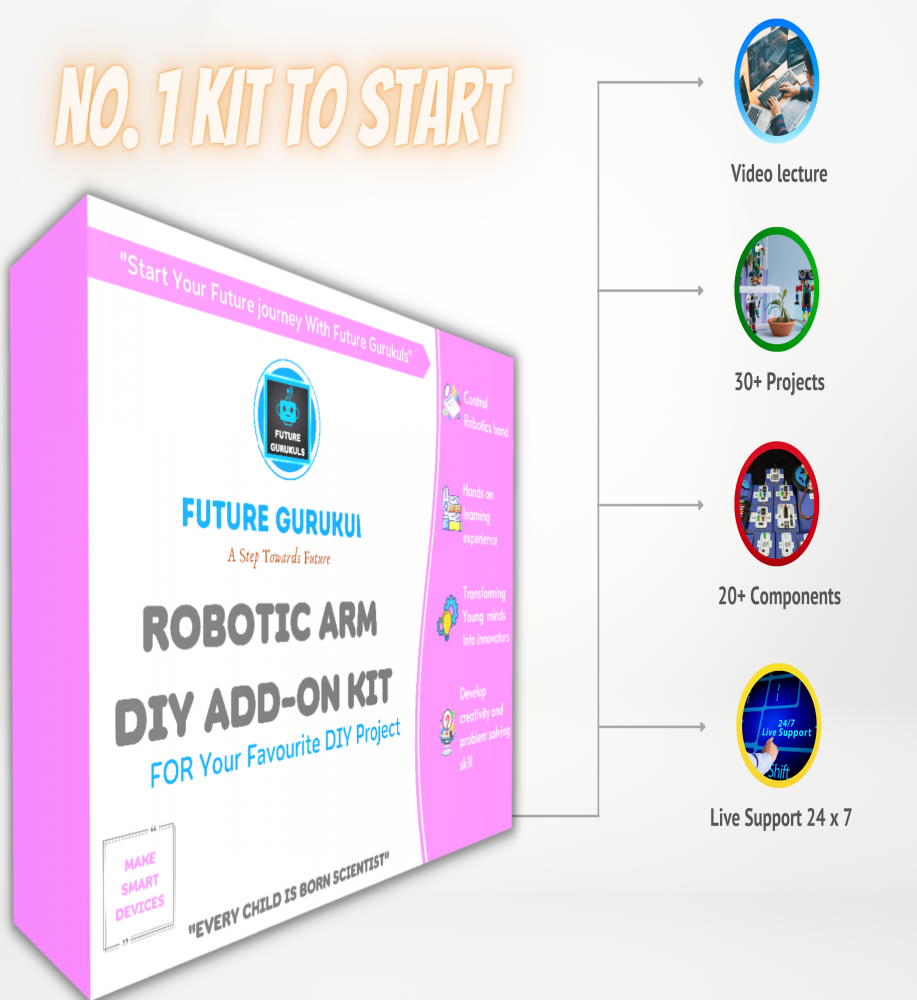 NO. 1 KIT TO START
"Start Your Future journey With Future Gurukuls"
FUTURE
GURUKULS
FUTURE GURUKUL
A Step Towards Future
ROBOTIC ARM
DIY ADD-ON KIT
FOR Your Favourite DIY Project
MAKE
SMART
DEVICES
"EVERY CHILD IS BORN SCIENTIST"
Control
Robotics hand
Hands on
learning
experience
Transforming
Young minds
into innovators
Develop
creativity and
problem solving
skill
Video lecture
30+ Projects
20+ Components
24/7
Live Support
Shift
Live Support 24 x 7